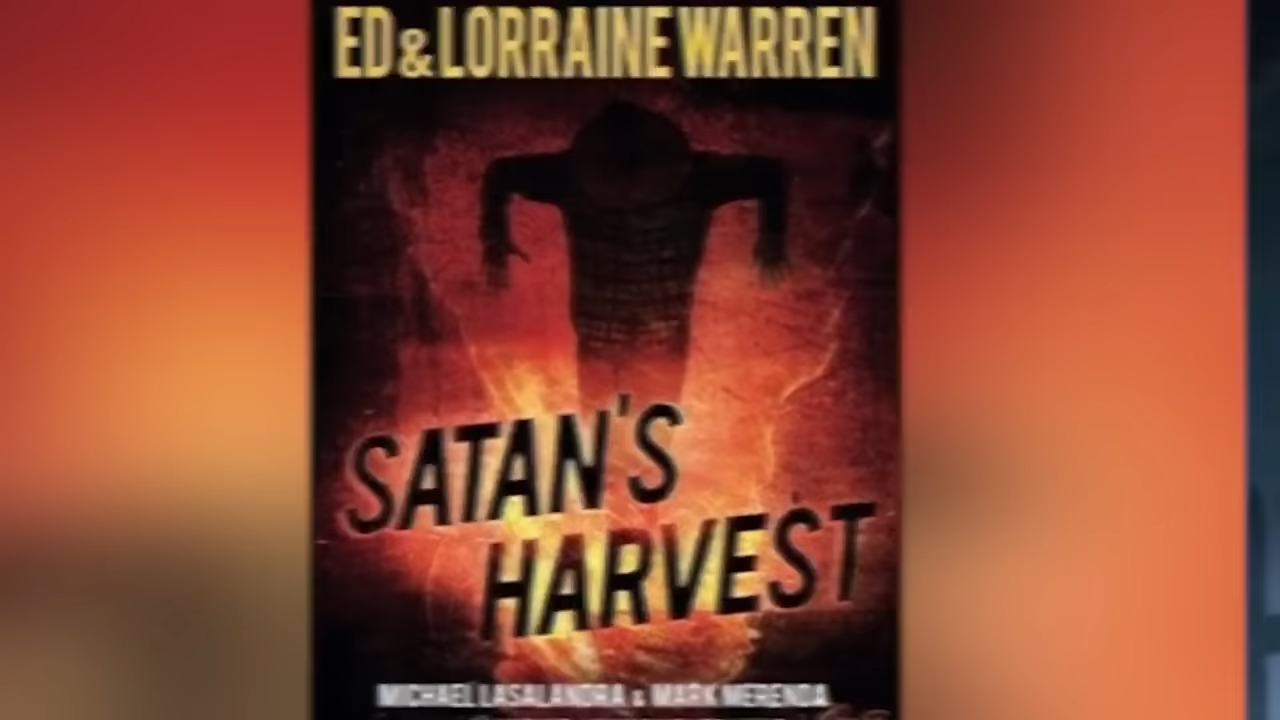 ED & LORRAINE WARREN
SATAN'S
HARVEST
MICHAEL LASALANDRA & MARK MERENDA